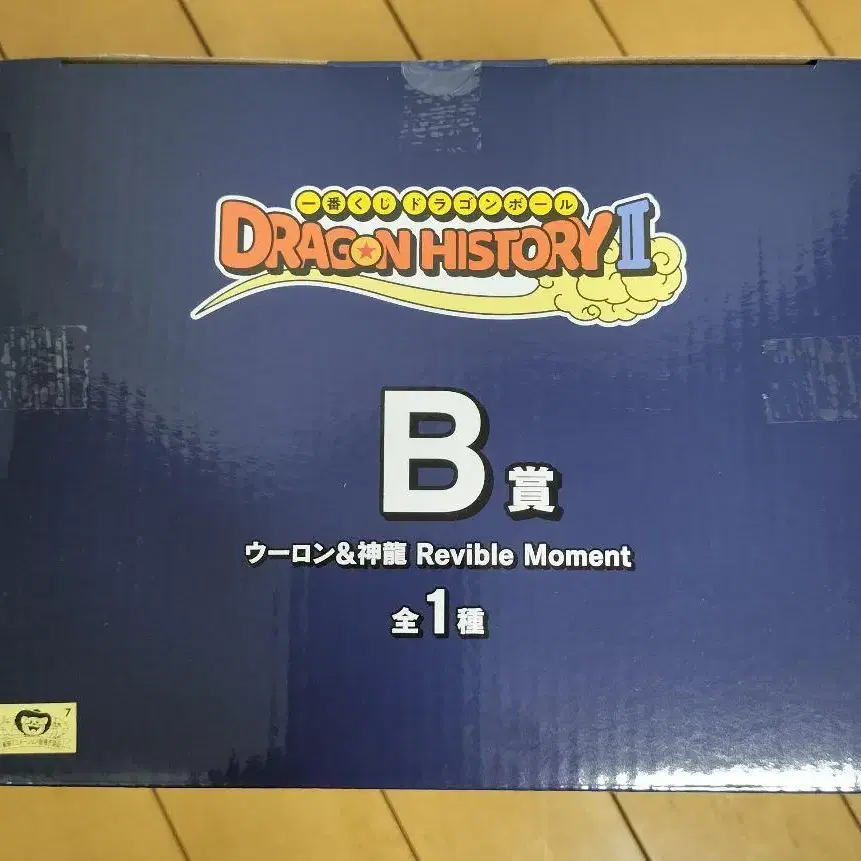 一番くじ ドラゴンボール
DRAGON HISTORY II
B賞
ウーロン&神龍 Revible Moment
全1種
7